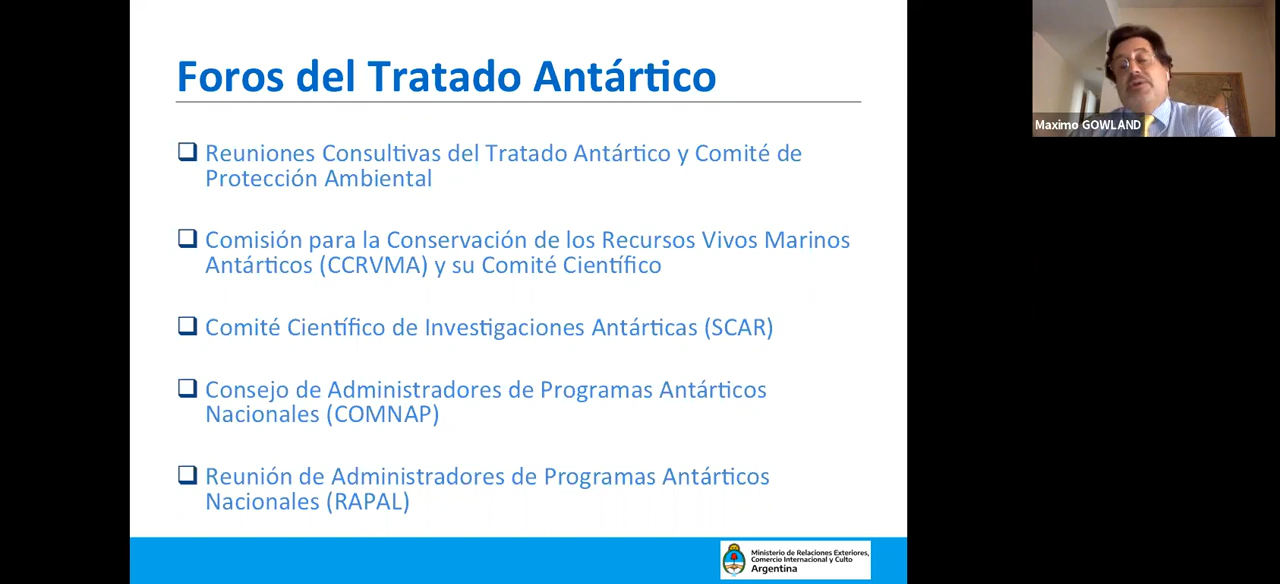 Foros del Tratado Antártico
Maximo GOWLAND
Reuniones Consultivas del Tratado Antártico y Comité de
Protección Ambiental
Comisión para la Conservación de los Recursos Vivos Marinos
Antárticos (CCRVMA) y su Comité Científico
Comité Científico de Investigaciones Antárticas (SCAR)
Consejo de Administradores de Programas Antárticos
Nacionales (COMNAP)
Reunión de Administradores de Programas Antárticos
Nacionales (RAPAL)
Ministerio de Relaciones Exteriores,
Comercio Internacional y Culto
Argentina